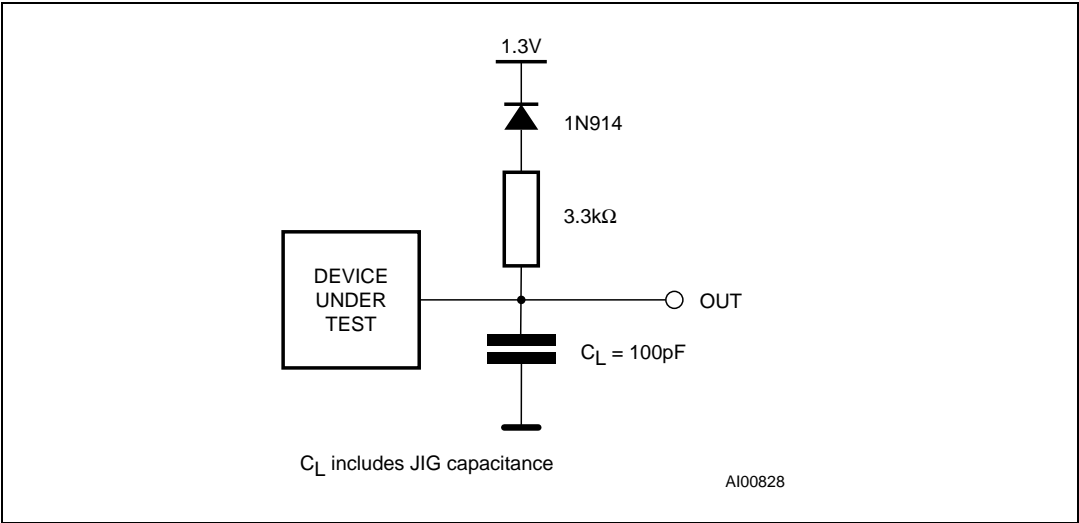 1.3V
1N914
3.3kΩ
DEVICE
UNDER
TEST
OUT
CL = 100pF
CL includes JIG capacitance
AI00828